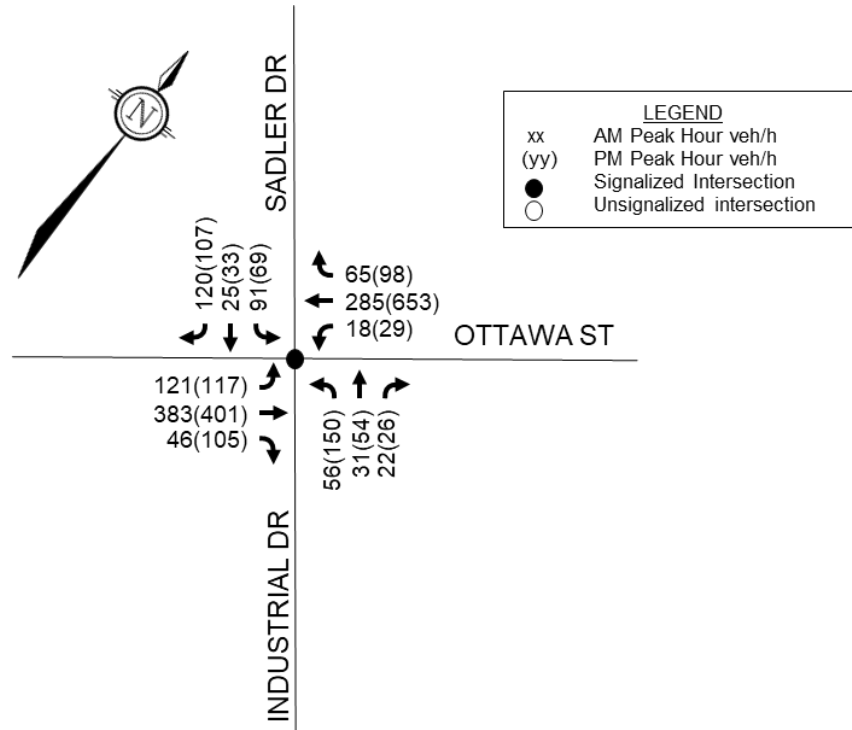 SADLER DR
N
LEGEND
xx AM Peak Hour veh/h
(yy) PM Peak Hour veh/h
Signalized Intersection
Unsignalized intersection
120(107)
25(33)
91(69)
65(98)
285(653)
18(29)
OTTAWA ST
121(117)
383(401)
46(105)
56(150)
31(54)
22(26)
INDUSTRIAL DR